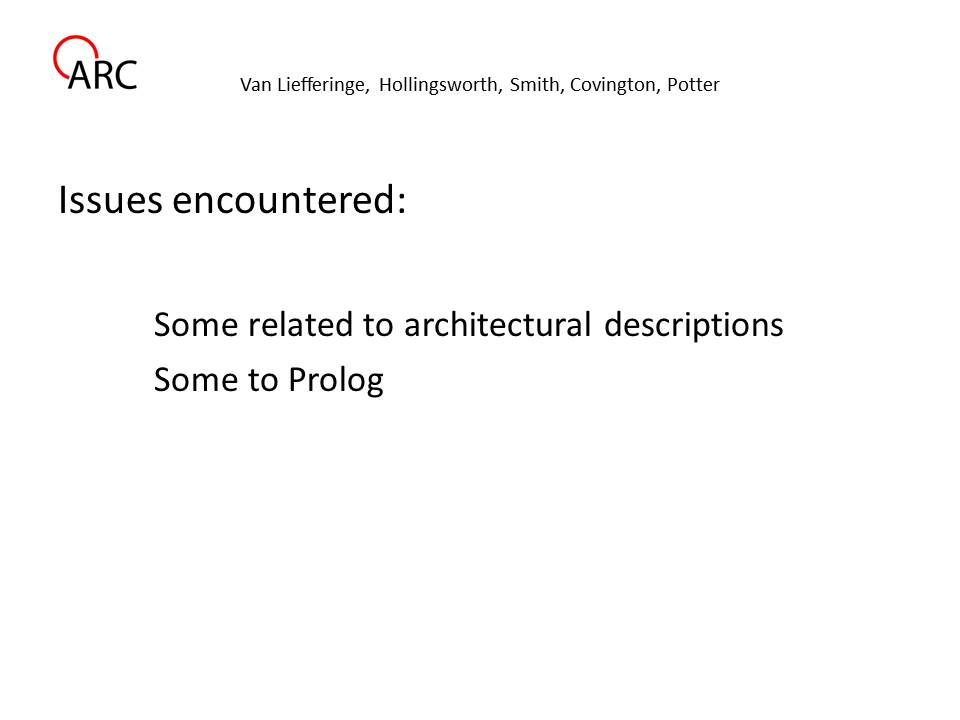 ARC
Van Liefferinge, Hollingsworth, Smith, Covington, Potter
Issues encountered:
Some related to architectural descriptions
Some to Prolog